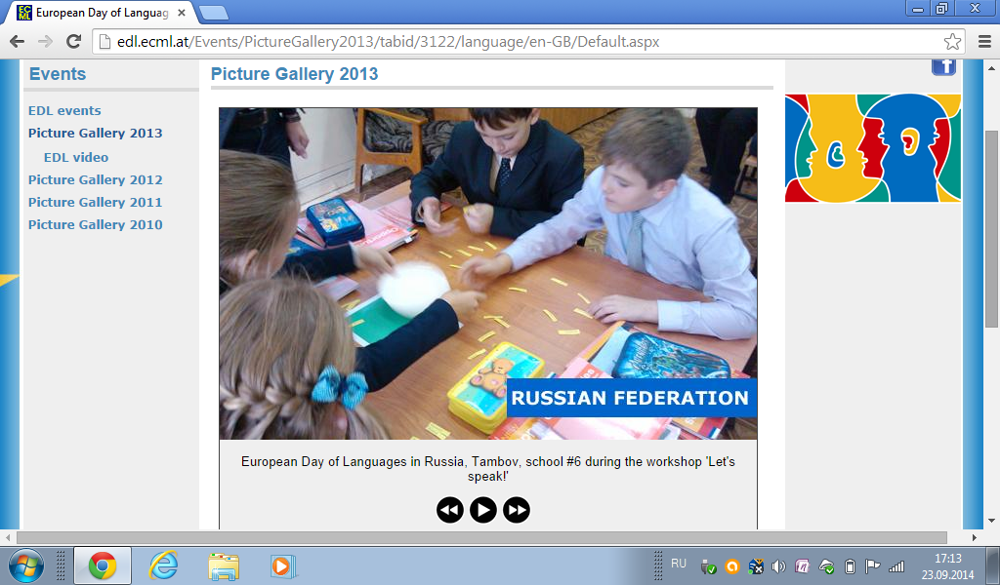 European Day of Languag
edl.ecml.at/Events/PictureGallery2013/tabid/3122/language/en-GB/Default.aspx
Events
EDL events
Picture Gallery 2013
EDL video
Picture Gallery 2012
Picture Gallery 2011
Picture Gallery 2010
Picture Gallery 2013
RUSSIAN FEDERATION
European Day of Languages in Russia, Tambov, school #6 during the workshop 'Let's
speak!'
RU
17:13
23.09.2014